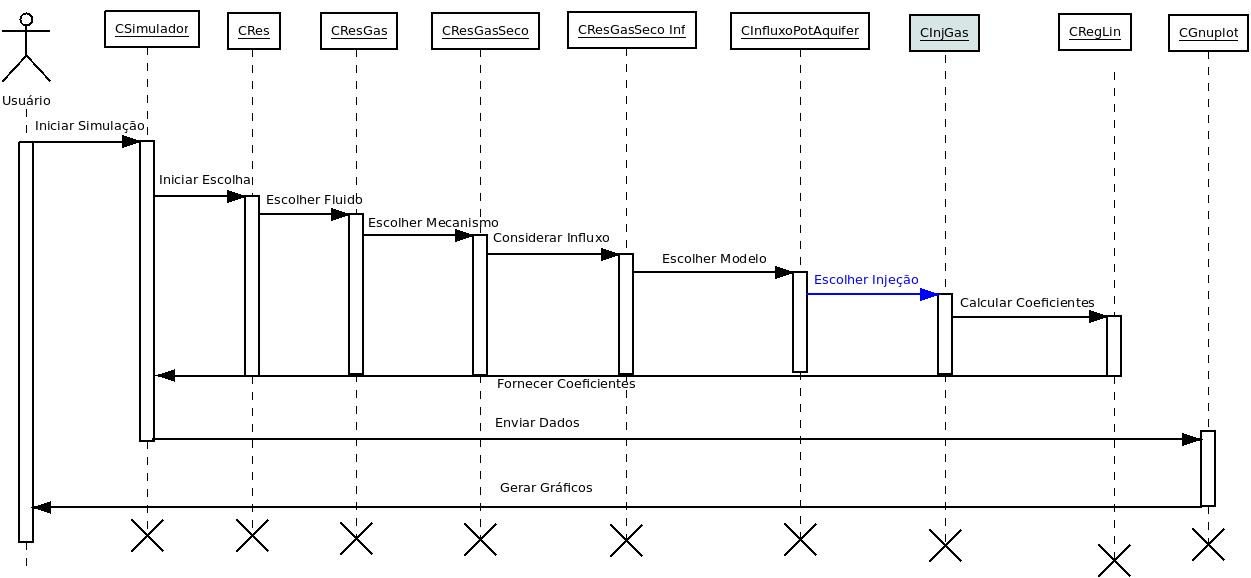 CSimulador
CRes
CResGas
CResGasSeco
CResGasSeco Inf
CInfluxoPotAquifer
CInjGas
CRegLin
CGnuplot
Usuário
Iniciar Simulação
Iniciar Escolha
Escolher Fluido
Escolher Mecanismo
Considerar Influxo
Escolher Modelo
Escolher Injeção
Calcular Coeficientes
Fornecer Coeficientes
Enviar Dados
Gerar Gráficos